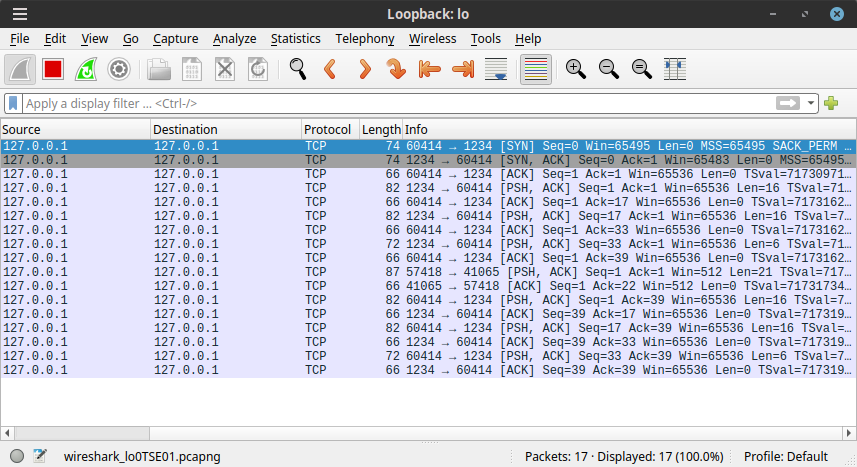 Loopback: lo
File Edit View Go Capture Analyze Statistics Telephony Wireless Tools Help
Apply a display filter ... <Ctrl-/>
Source Destination Protocol Length Info
127.0.0.1 127.0.0.1 TCP 74 60414 → 1234 [SYN] Seq=0 Win=65495 Len=0 MSS=65495 SACK_PERM ...
127.0.0.1 127.0.0.1 TCP 74 1234 → 60414 [SYN, ACK] Seq=0 Ack=1 Win=65483 Len=0 MSS=65495...
127.0.0.1 127.0.0.1 TCP 66 60414 → 1234 [ACK] Seq=1 Ack=1 Win=65536 Len=0 TSval=71730971...
127.0.0.1 127.0.0.1 TCP 82 1234 → 60414 [PSH, ACK] Seq=1 Ack=1 Win=65536 Len=16 TSval=71...
127.0.0.1 127.0.0.1 TCP 66 60414 → 1234 [ACK] Seq=1 Ack=17 Win=65536 Len=0 TSval=7173162...
127.0.0.1 127.0.0.1 TCP 82 1234 → 60414 [PSH, ACK] Seq=17 Ack=1 Win=65536 Len=16 TSval=7...
127.0.0.1 127.0.0.1 TCP 66 60414 → 1234 [ACK] Seq=1 Ack=33 Win=65536 Len=0 TSval=7173162...
127.0.0.1 127.0.0.1 TCP 72 1234 → 60414 [PSH, ACK] Seq=33 Ack=1 Win=65536 Len=6 TSval=71...
127.0.0.1 127.0.0.1 TCP 66 60414 → 1234 [ACK] Seq=1 Ack=39 Win=65536 Len=0 TSval=7173162...
127.0.0.1 127.0.0.1 TCP 87 57418 → 41065 [PSH, ACK] Seq=1 Ack=1 Win=512 Len=21 TSval=717...
127.0.0.1 127.0.0.1 TCP 66 41065 → 57418 [ACK] Seq=1 Ack=22 Win=512 Len=0 TSval=71731734...
127.0.0.1 127.0.0.1 TCP 82 60414 → 1234 [PSH, ACK] Seq=1 Ack=39 Win=65536 Len=16 TSval=7...
127.0.0.1 127.0.0.1 TCP 66 1234 → 60414 [ACK] Seq=39 Ack=17 Win=65536 Len=0 TSval=717319...
127.0.0.1 127.0.0.1 TCP 82 60414 → 1234 [PSH, ACK] Seq=17 Ack=39 Win=65536 Len=16 TSval=...
127.0.0.1 127.0.0.1 TCP 66 1234 → 60414 [ACK] Seq=39 Ack=33 Win=65536 Len=0 TSval=717319...
127.0.0.1 127.0.0.1 TCP 72 60414 → 1234 [PSH, ACK] Seq=33 Ack=39 Win=65536 Len=6 TSval=7...
127.0.0.1 127.0.0.1 TCP 66 1234 → 60414 [ACK] Seq=39 Ack=39 Win=65536 Len=0 TSval=717319...
wireshark_lo0TSE01.pcapng Packets: 17 · Displayed: 17 (100.0%) Profile: Default